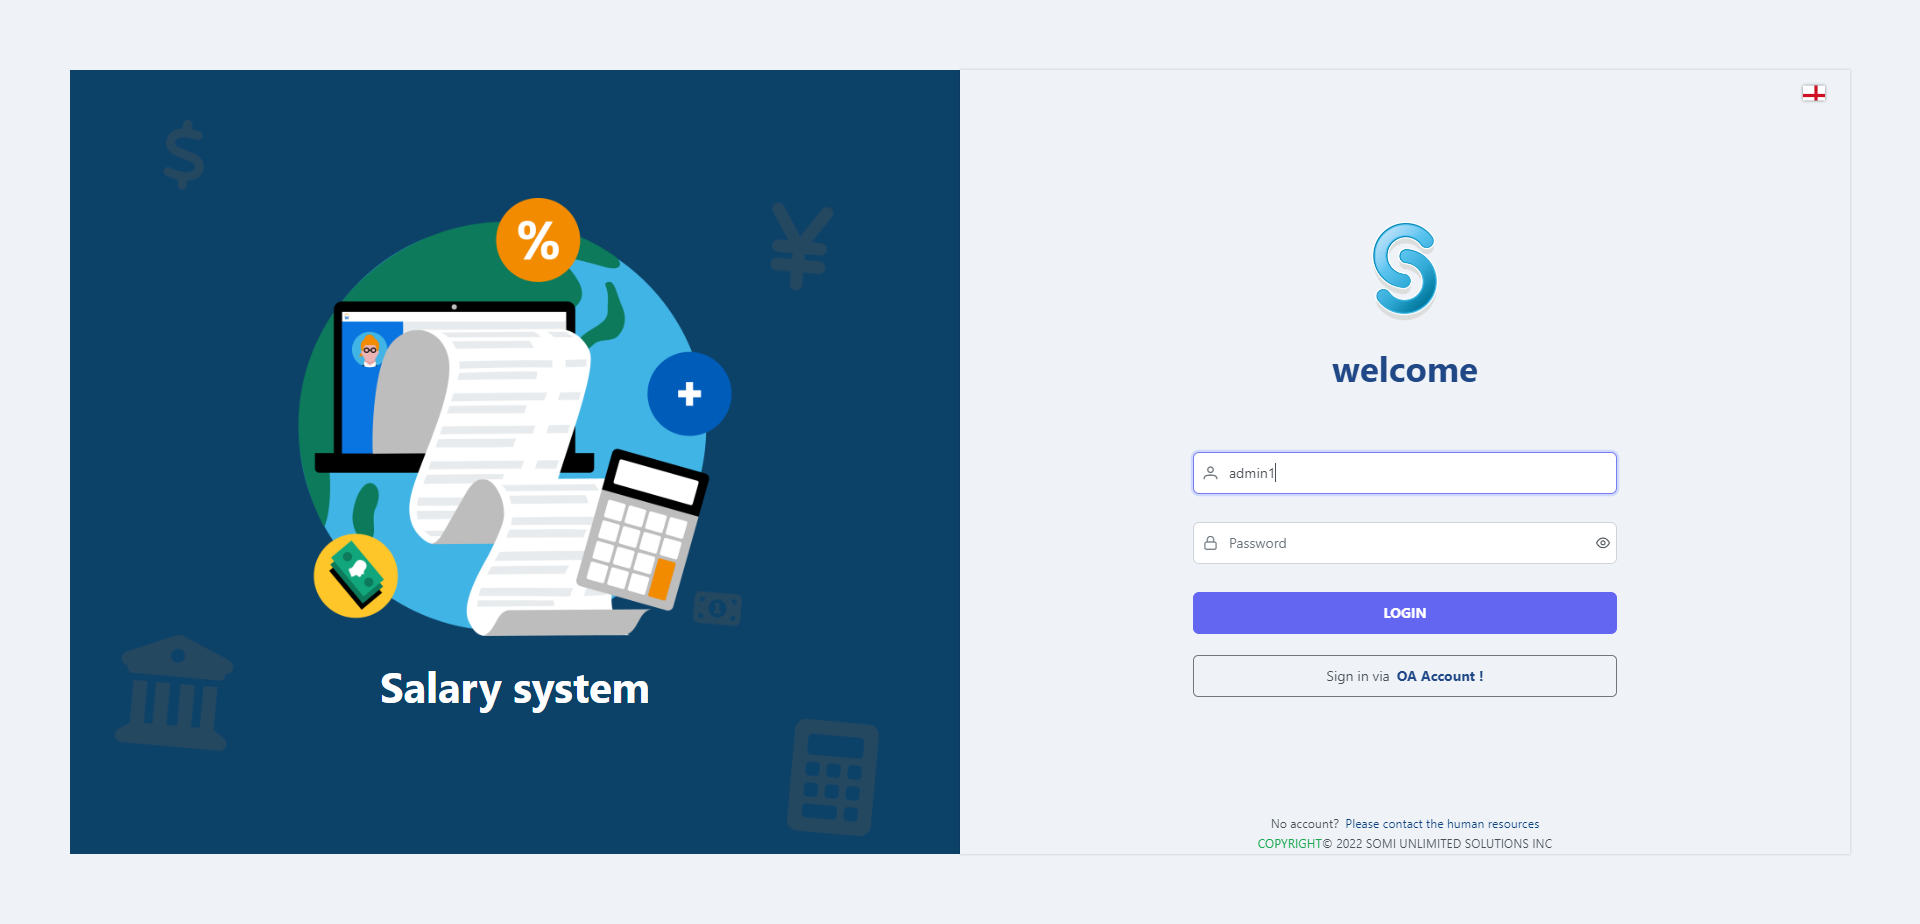 %
+
Salary system
welcome
admin1
Password
LOGIN
Sign in via OA Account !
No account? Please contact the human resources
COPYRIGHT© 2022 SOMI UNLIMITED SOLUTIONS INC